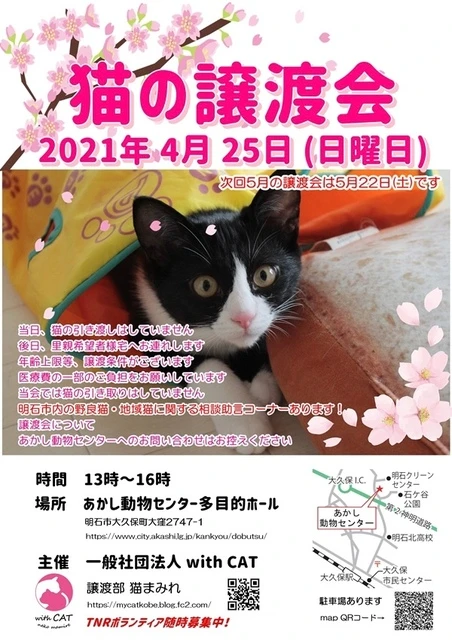 猫の譲渡会
2021年 4月 25日 (日曜日)
次回5月の譲渡会は5月22日(土)です
当日、猫の引き渡しはしていません
後日、里親希望者様宅へお連れします
年齢上限等、譲渡条件がございます
医療費の一部のご負担をお願いしています
当会では猫の引き取りはしていません
明石市内の野良猫・地域猫に関する相談助言コーナーあります！
譲渡会について
あかし動物センターへのお問い合わせはお控えください
時間 13時～16時
場所 あかし動物センター多目的ホール
明石市大久保町大窪2747-1
https://www.city.akashi.lg.jp/kankyou/dobutsu/
主催 一般社団法人 with CAT
譲渡部 猫まみれ
https://mycatkobe.blog.fc2.com/
TNRボランティア随時募集中!
with CAT
neko mamire
大久保 I.C.
明石クリーンセンター
石ケ谷公園
あかし動物センター
第2神明道路
明石北高校
大久保駅
大久保市民センター
駐車場あります
map QRコード→